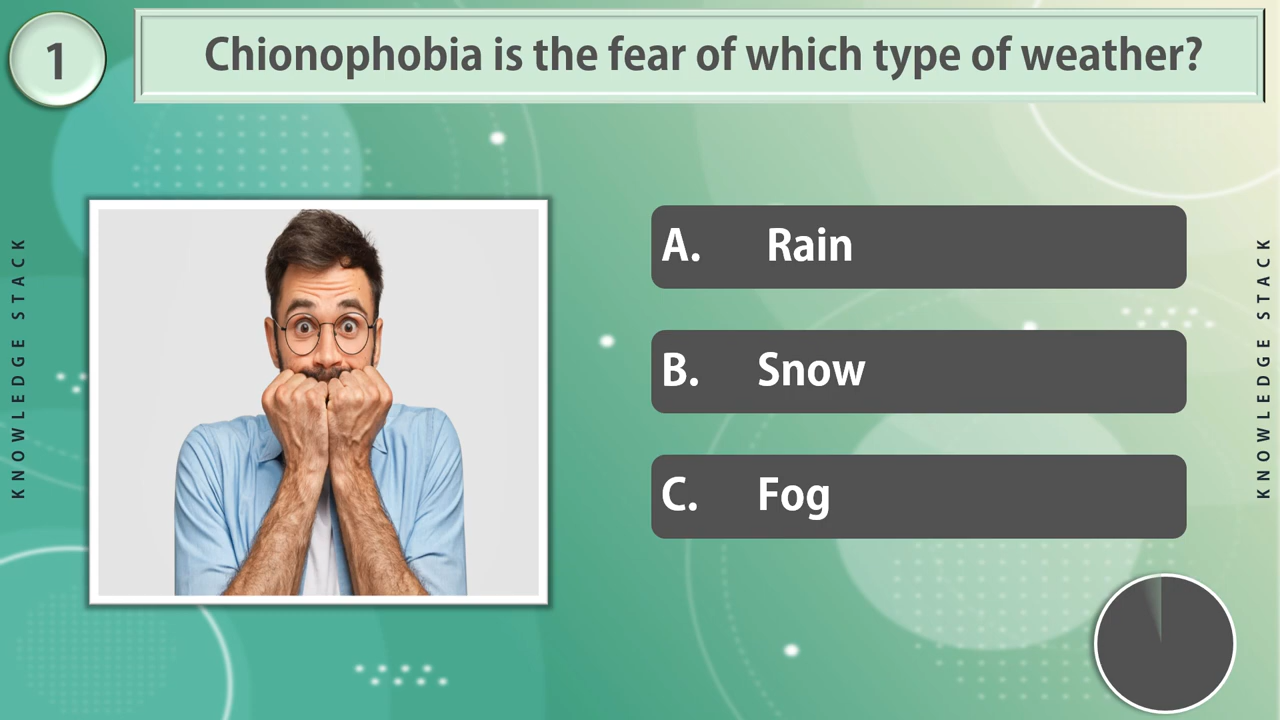 1
Chionophobia is the fear of which type of weather?
KNOWLEDGE STACK
A. Rain
B. Snow
C. Fog
KNOWLEDGE STACK